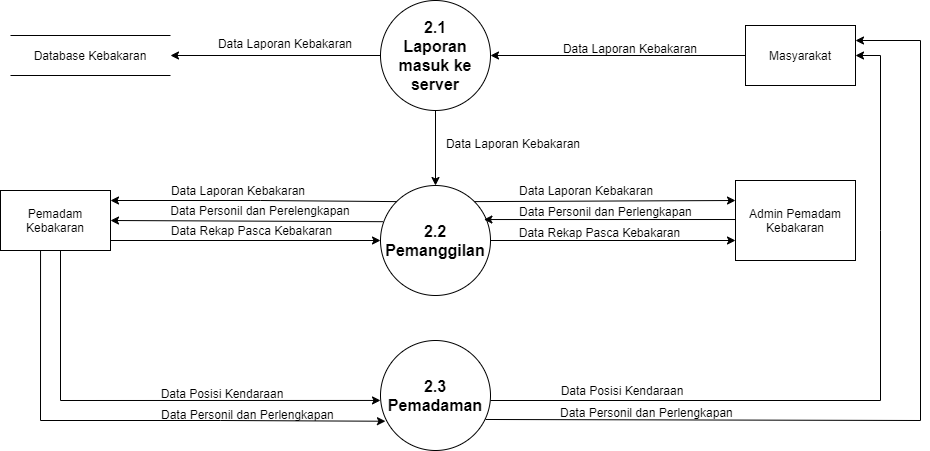 2.1
Laporan
masuk ke
server
Data Laporan Kebakaran
Data Laporan Kebakaran
Database Kebakaran
Masyarakat
Data Laporan Kebakaran
Data Laporan Kebakaran
Data Laporan Kebakaran
Data Personil dan Perelengkapan
Data Personil dan Perlengkapan
Pemadam
Kebakaran
2.2
Pemanggilan
Admin Pemadam
Kebakaran
Data Rekap Pasca Kebakaran
Data Rekap Pasca Kebakaran
2.3
Pemadaman
Data Posisi Kendaraan
Data Posisi Kendaraan
Data Personil dan Perlengkapan
Data Personil dan Perlengkapan